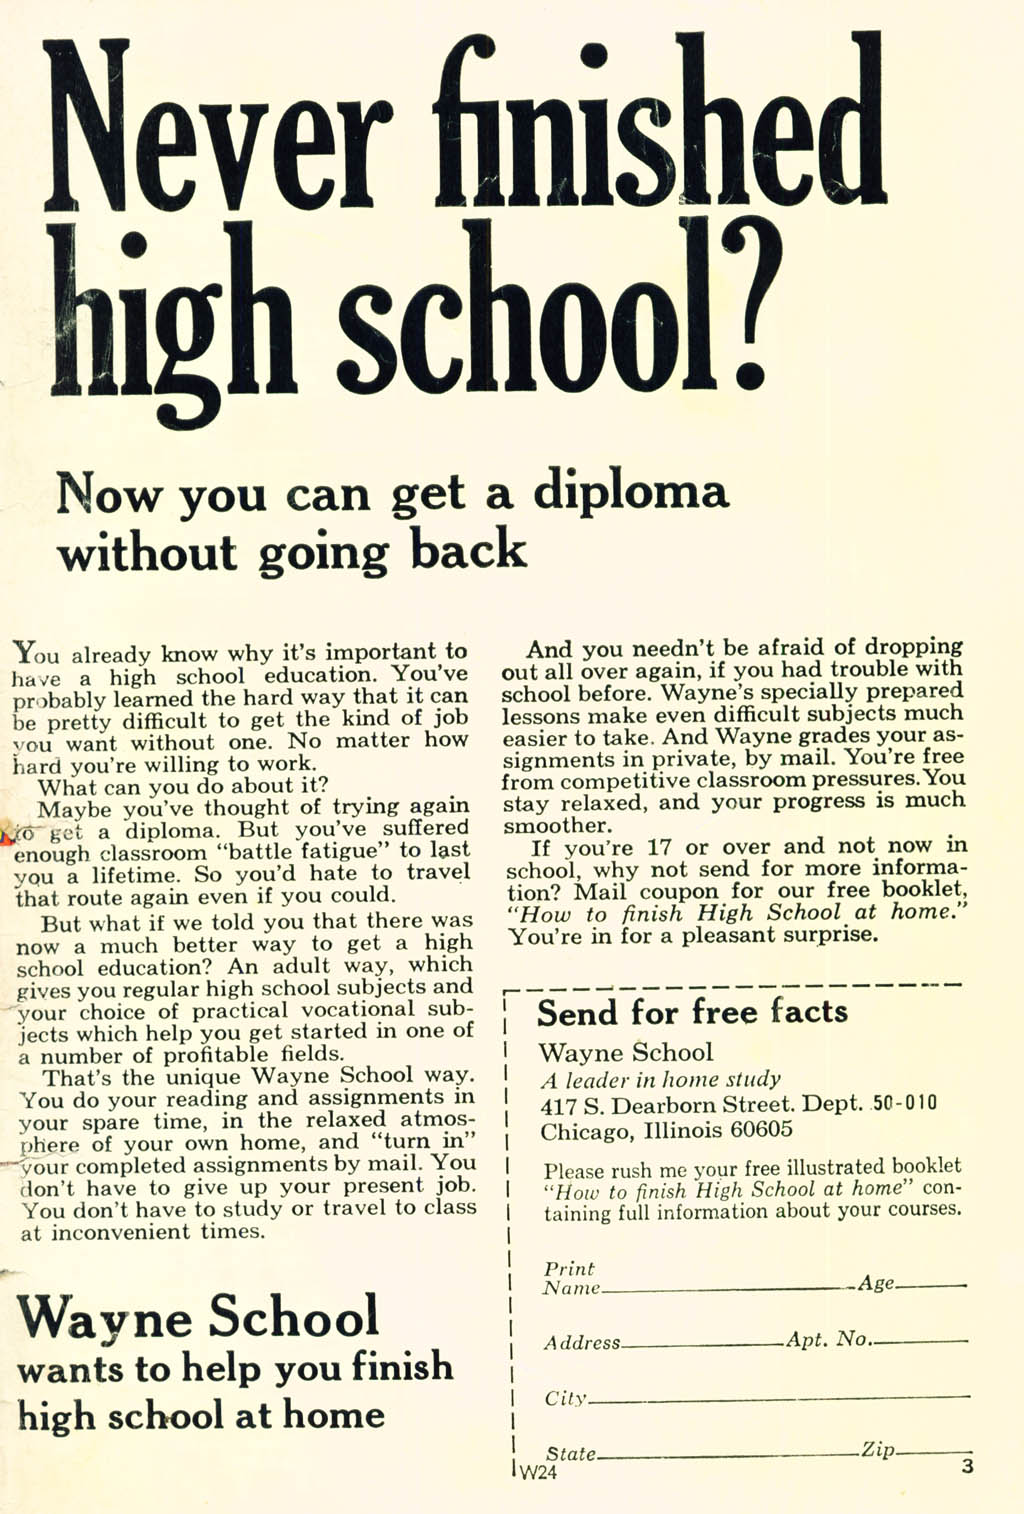 Never finished
high school?
Now you can get a diploma
without going back
You already know why it's important to
have a high school education. You've
probably learned the hard way that it can
be pretty difficult to get the kind of job
you want without one. No matter how
hard you're willing to work.
What can you do about it?
Maybe you've thought of trying again
to get a diploma. But you've suffered
enough classroom "battle fatigue" to last
you a lifetime. So you'd hate to travel
that route again even if you could.
But what if we told you that there was
now a much better way to get a high
school education? An adult way, which
gives you regular high school subjects and
your choice of practical vocational sub-
jects which help you get started in one of
a number of profitable fields.
That's the unique Wayne School way.
You do your reading and assignments in
your spare time, in the relaxed atmos-
phere of your own home, and "turn in"
your completed assignments by mail. You
don't have to give up your present job.
You don't have to study or travel to class
at inconvenient times.
Wayne School
wants to help you finish
high school at home
And you needn't be afraid of dropping
out all over again, if you had trouble with
school before. Wayne's specially prepared
lessons make even difficult subjects much
easier to take. And Wayne grades your as-
signments in private, by mail. You're free
from competitive classroom pressures. You
stay relaxed, and your progress is much
smoother.
If you're 17 or over and not now in
school, why not send for more informa-
tion? Mail coupon for our free booklet,
"How to finish High School at home."
You're in for a pleasant surprise.
Send for free facts
Wayne School
A leader in home study
417 S. Dearborn Street. Dept. 50-010
Chicago, Illinois 60605
Please rush me your free illustrated booklet
"How to finish High School at home" con-
taining full information about your courses.
Print
Name Age
Address Apt. No.
City
State Zip
W24
3